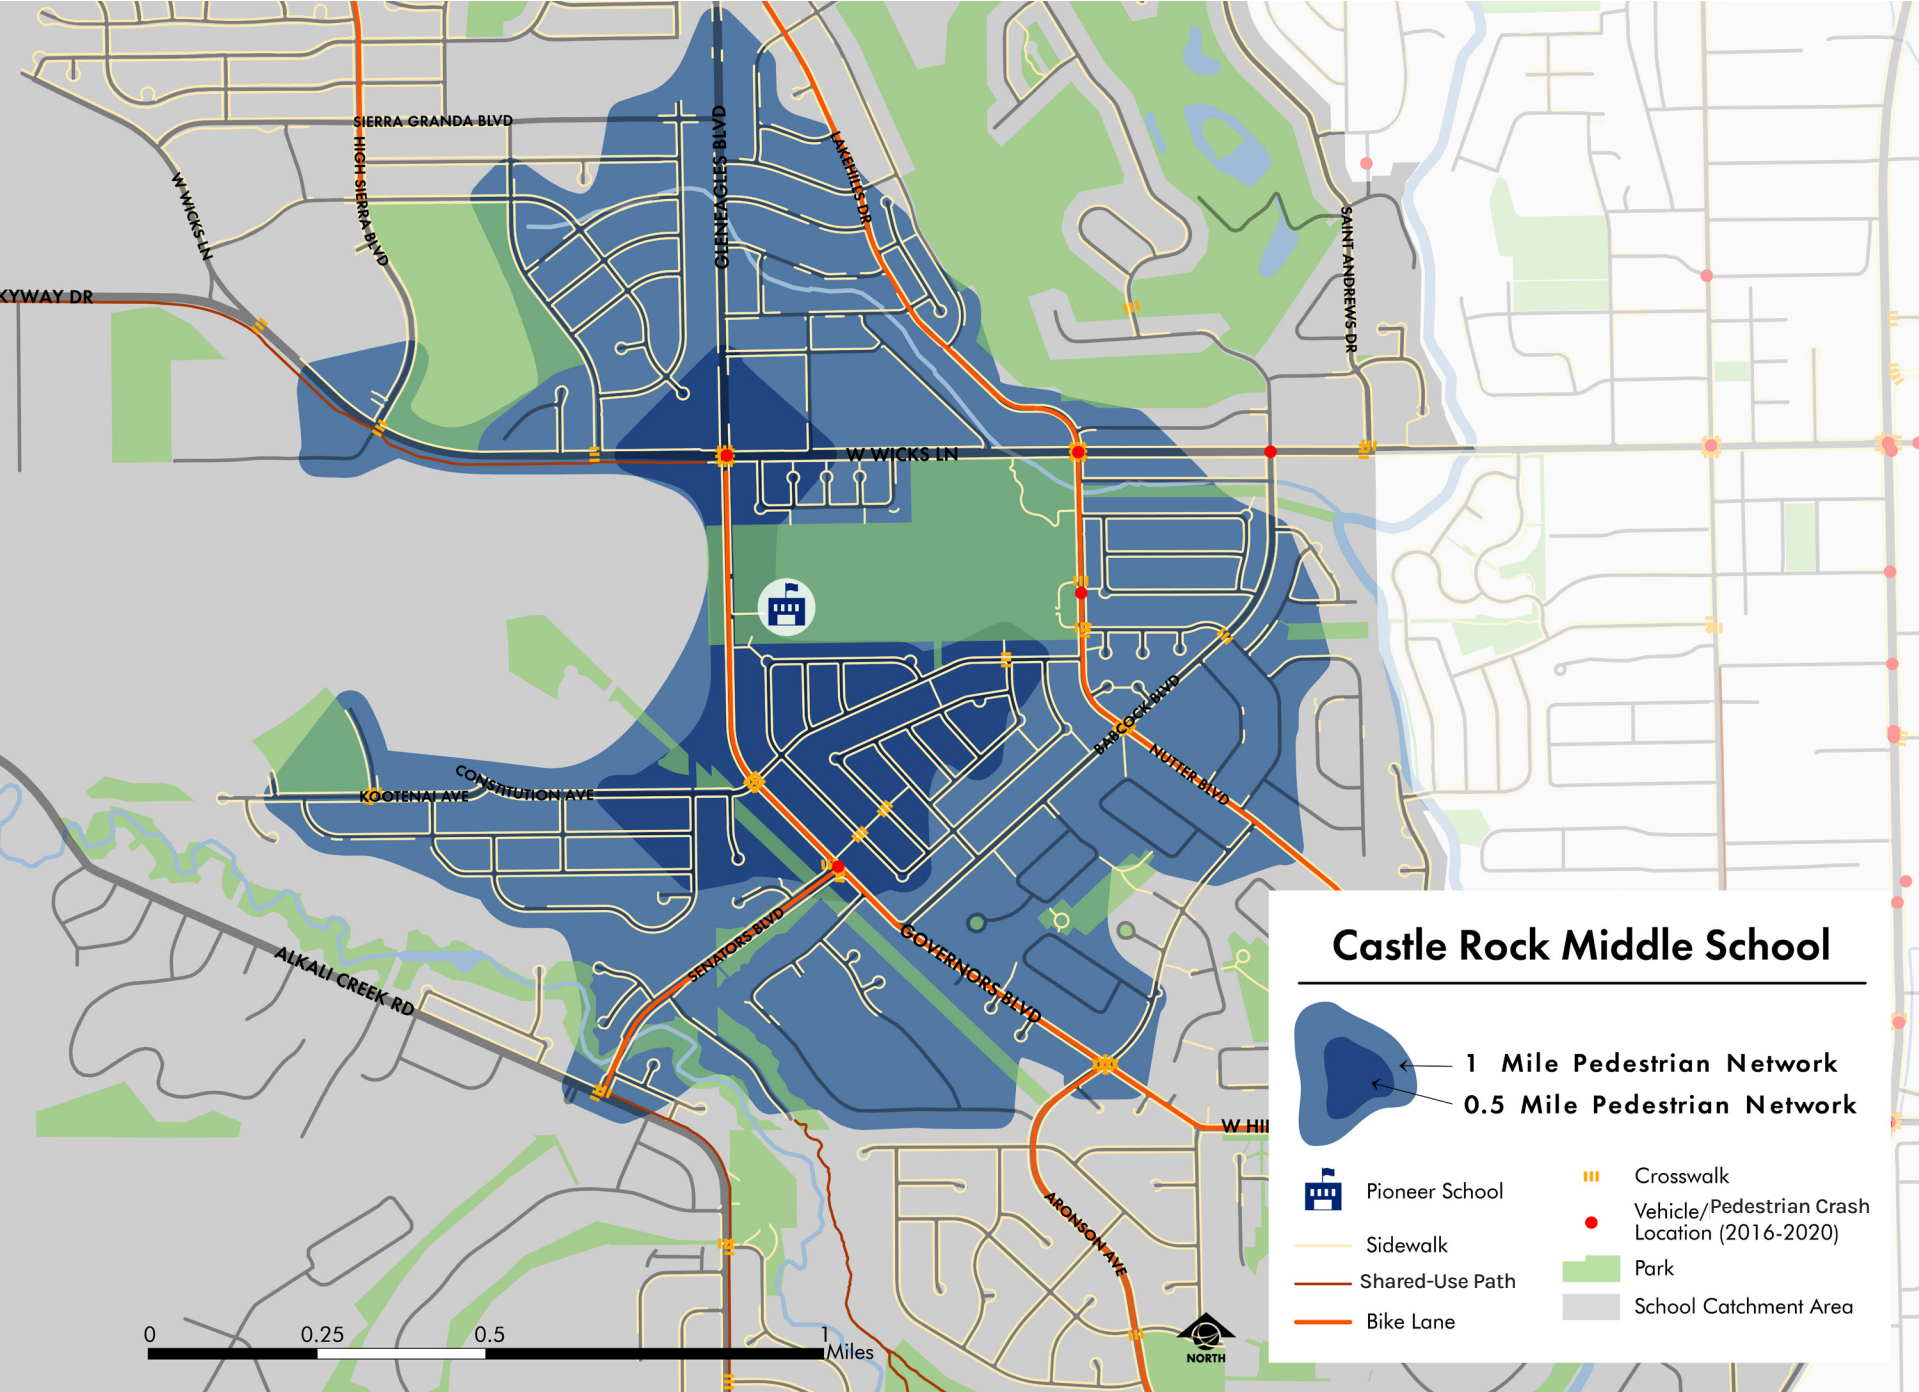 SIERRA GRANDA BLVD
HIGH SIERRA BLVD
W WICKS LN
GLENEAGLES BLVD
LAKEHILLS DR
SAINT ANDREWS DR
KYWAY DR
W WICKS LN
BABCOCK BLVD
NUTTER BLVD
CONSTITUTION AVE
KOOTENAI AVE
SENATORS BLVD
GOVERNORS BLVD
ALKALI CREEK RD
W HI
ARONSON AVE
Castle Rock Middle School
1 Mile Pedestrian Network
0.5 Mile Pedestrian Network
Pioneer School
Sidewalk
Shared-Use Path
Bike Lane
Crosswalk
Vehicle/Pedestrian Crash
Location (2016-2020)
Park
School Catchment Area
0 0.25 0.5 1
Miles
NORTH